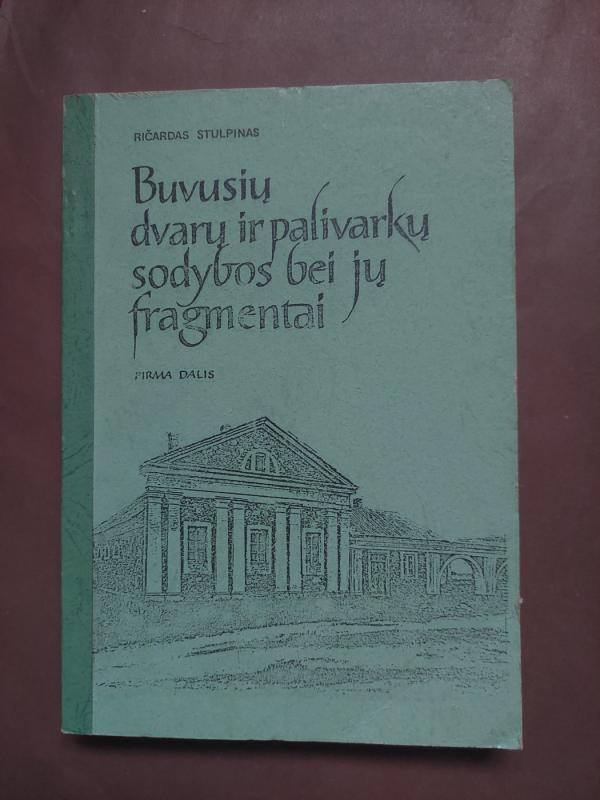 RIČARDAS STULPINAS
Buvusių
dvarų ir palivarkų
sodybos bei jų
fragmentai
PIRMA DALIS